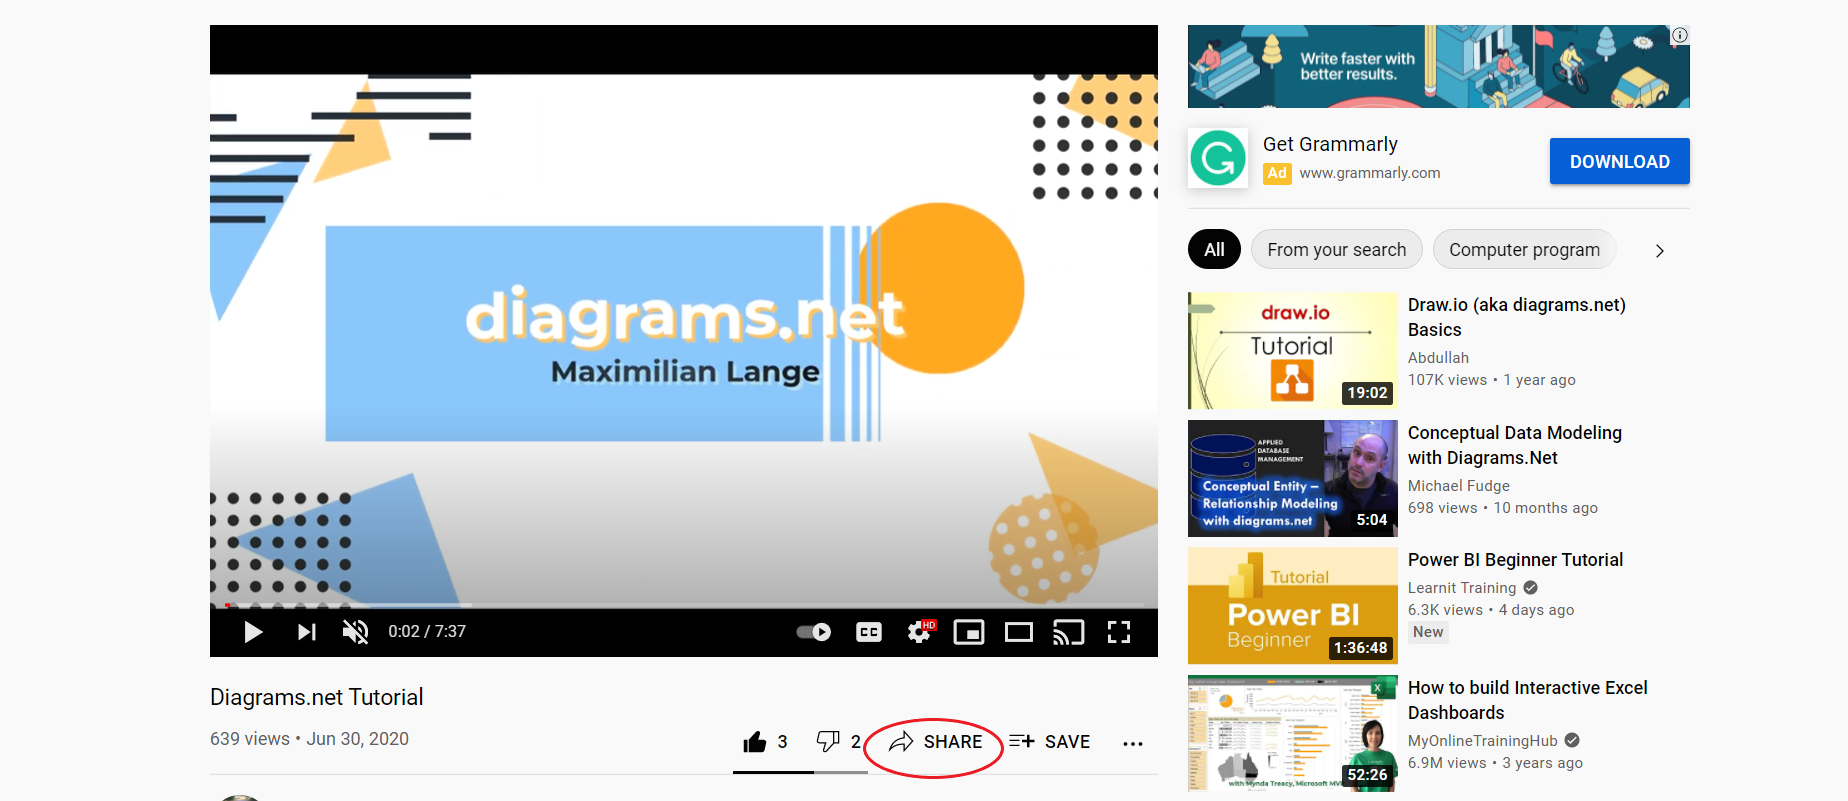 diagrams.net
Maximilian Lange
HD
0:02 / 7:37
Diagrams.net Tutorial
639 views • Jun 30, 2020
3
2
SHARE
SAVE
Write faster with
better results.
G
Get Grammarly
Ad www.grammarly.com
DOWNLOAD
All
From your search
Computer program
draw.io
Tutorial
19:02
Draw.io (aka diagrams.net)
Basics
Abdullah
107K views • 1 year ago
APPLIED
DATABASE
MANAGEMENT
Conceptual Entity –
Relationship Modeling
with diagrams.net
5:04
Conceptual Data Modeling
with Diagrams.Net
Michael Fudge
698 views • 10 months ago
Tutorial
Power BI
Beginner
1:36:48
Power BI Beginner Tutorial
Learnit Training
6.3K views • 4 days ago
New
X
with Mynda Treacy, Microsoft
52:26
How to build Interactive Excel
Dashboards
MyOnlineTrainingHub
6.9M views • 3 years ago